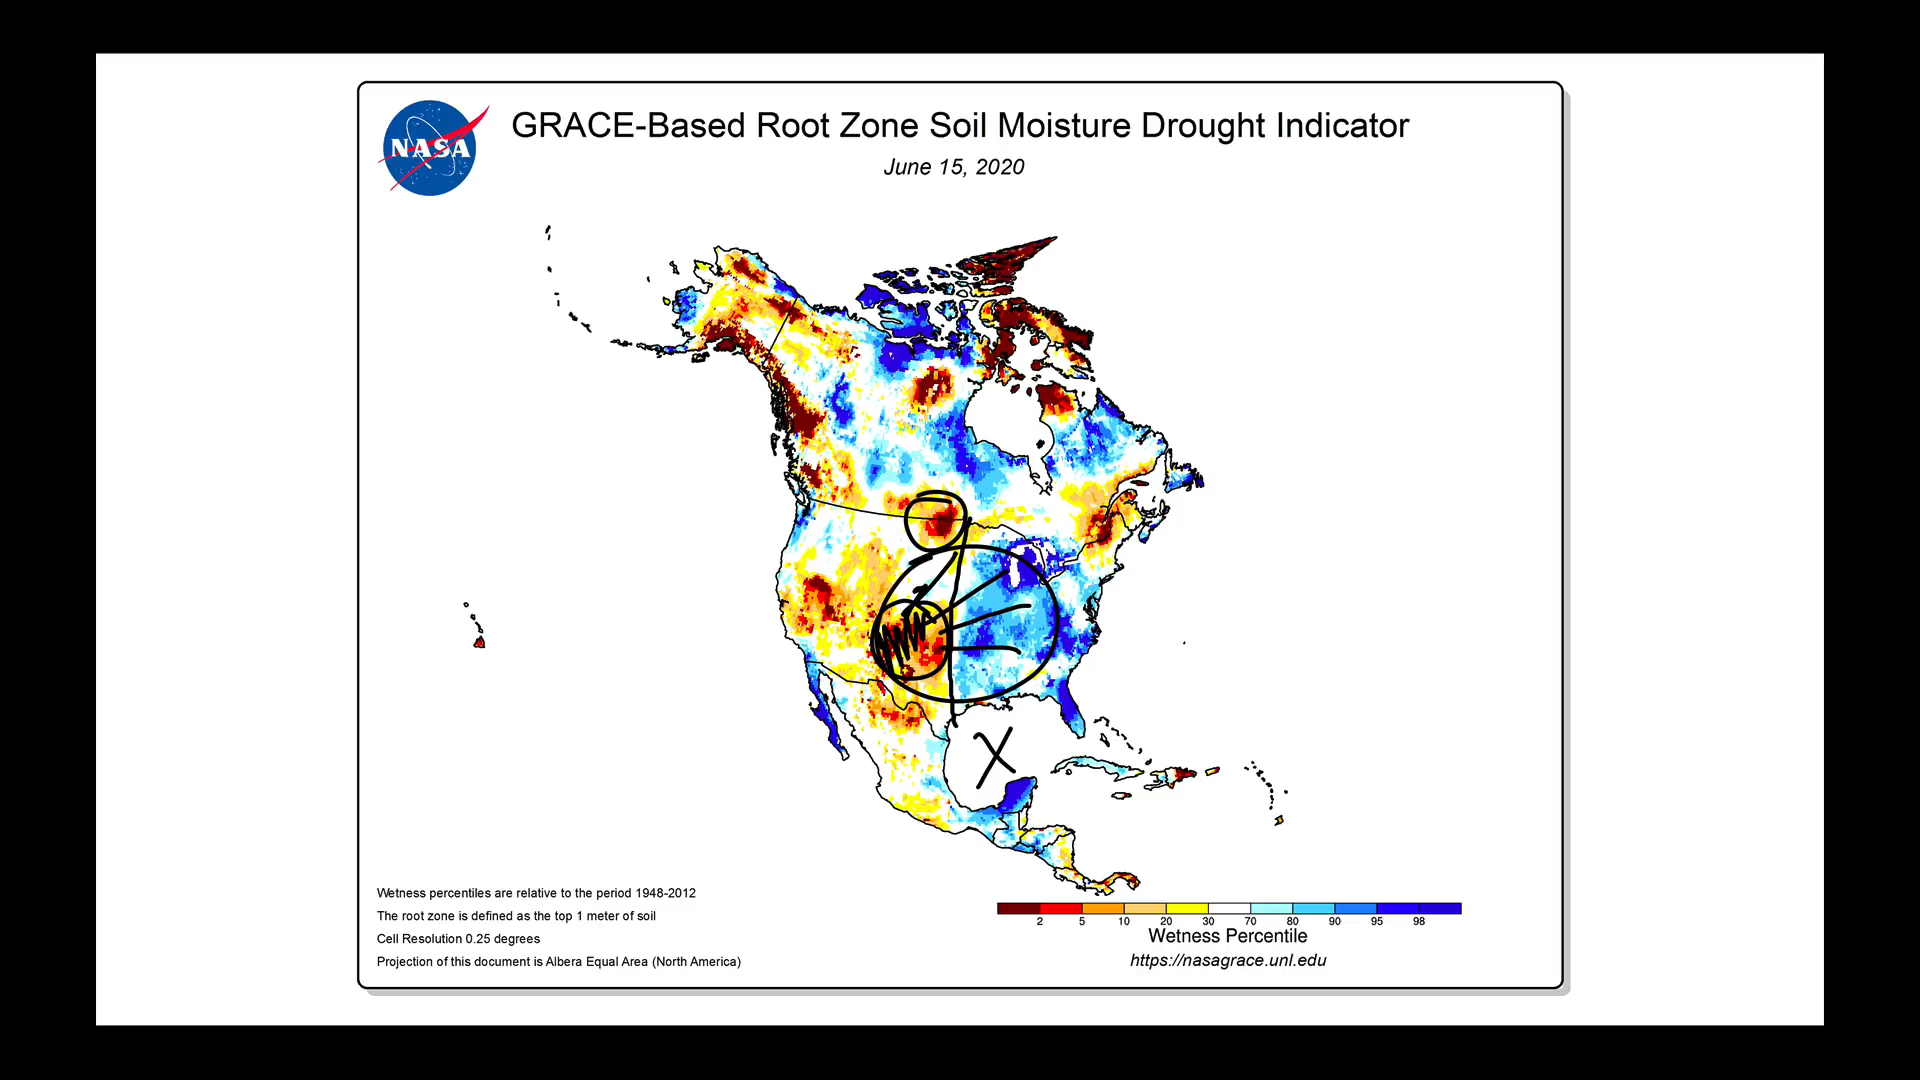 GRACE-Based Root Zone Soil Moisture Drought Indicator
NASA
June 15, 2020
X
Wetness percentiles are relative to the period 1948-2012
The root zone is defined as the top 1 meter of soil
Cell Resolution 0.25 degrees
Projection of this document is Albera Equal Area (North America)
2 5 10 20 30 70 80 90 95 98
Wetness Percentile
https://nasagrace.unl.edu